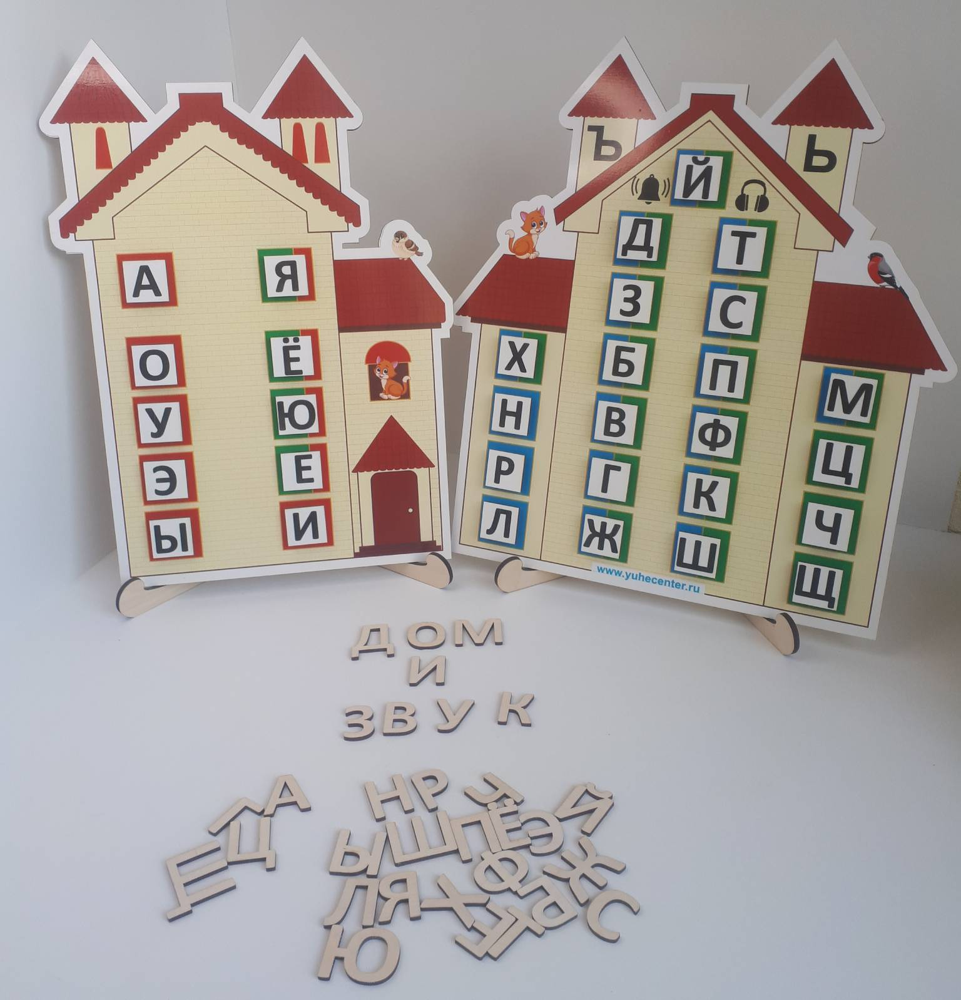 А Я
О Ё
У Ю
Э Е
Ы И
Ъ Ь
Й
Д Т
З С
Х Б П М
Н В Ф Ц
Р Г К Ч
Л Ж Ш Щ
www.yuhecenter.ru
ДОМ
И
ЗВУК
А Н Р Ч Й
Г Ц Ы Ш П Ё Э
Щ Л Я Х Ф Ж
Ю С